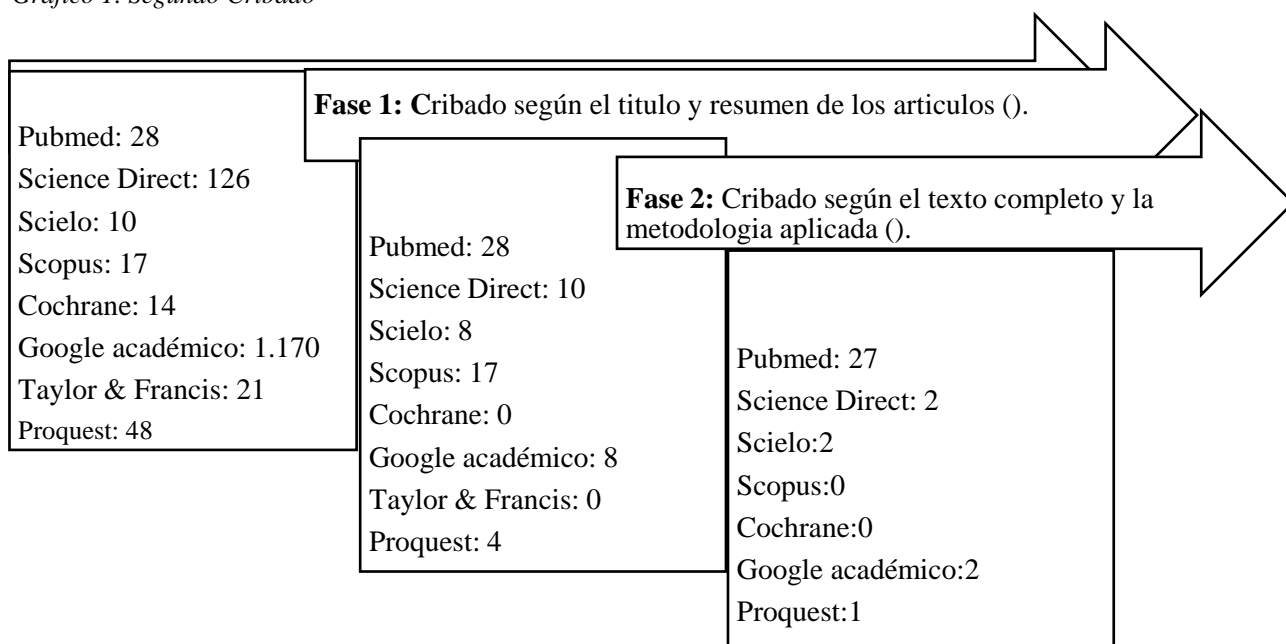 Gráfico 1. Segundo Cribado
Fase 1: Cribado según el titulo y resumen de los articulos ().
Pubmed: 28
Science Direct: 126
Scielo: 10
Scopus: 17
Cochrane: 14
Google académico: 1.170
Taylor & Francis: 21
Proquest: 48
Fase 2: Cribado según el texto completo y la
metodologia aplicada ().
Pubmed: 28
Science Direct: 10
Scielo: 8
Scopus: 17
Cochrane: 0
Google académico: 8
Taylor & Francis: 0
Proquest: 4
Pubmed: 27
Science Direct: 2
Scielo:2
Scopus:0
Cochrane:0
Google académico:2
Proquest:1